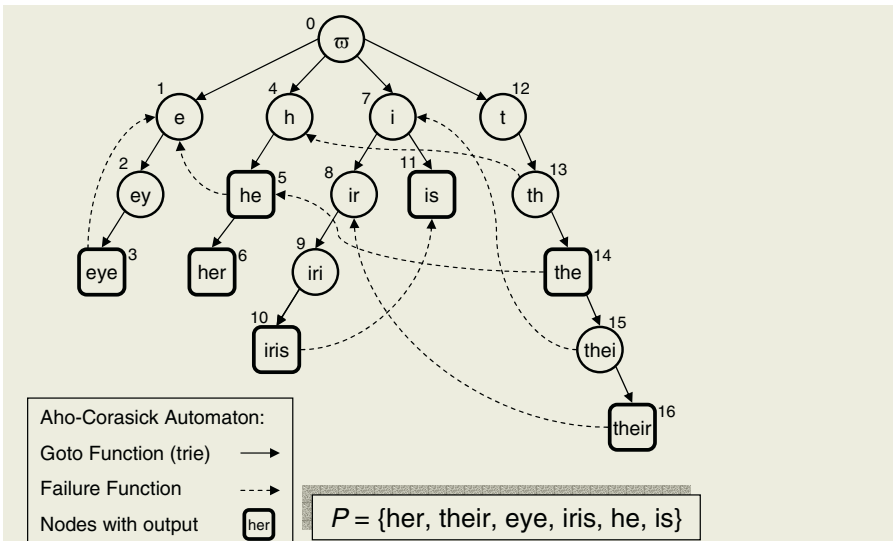 0
ϖ
1
e
4
h
7
i
12
t
2
ey
he
5
8
ir
11
is
13
th
eye
3
her
6
9
iri
the
14
10
iris
15
thei
their
16
Aho-Corasick Automaton:
Goto Function (trie)
Failure Function
Nodes with output
her
P = {her, their, eye, iris, he, is}